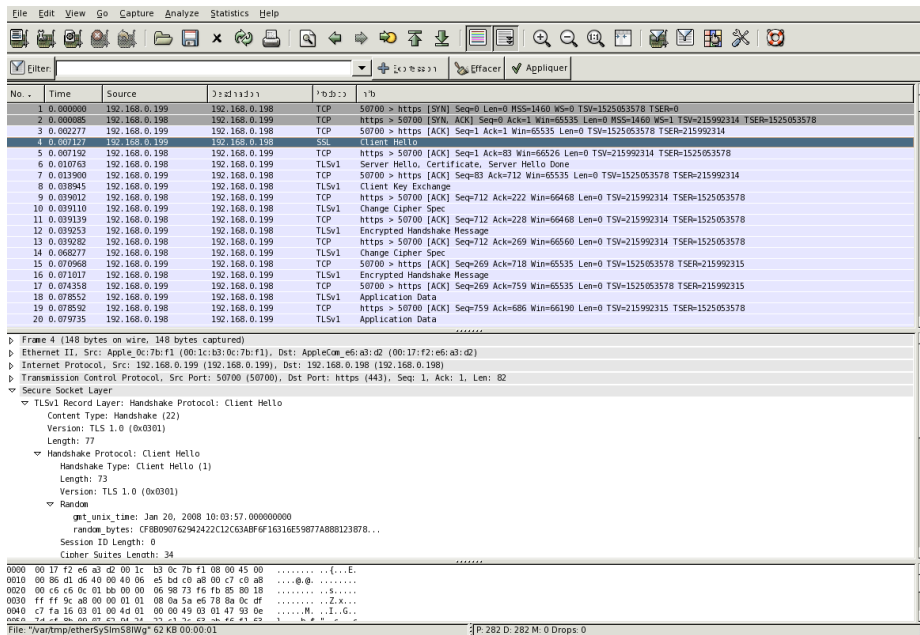 File Edit View Go Capture Analyze Statistics Help
Filter: Effacer Appliquer
No. . Time Source
1 0.000000 192.168.0.199 192.168.0.198 TCP 50700 > https [SYN] Seq=0 Len=0 MSS=1460 WS=0 TSV=1525053578 TSER=0
2 0.000085 192.168.0.198 192.168.0.199 TCP https > 50700 [SYN, ACK] Seq=0 Ack=1 Win=65535 Len=0 MSS=1460 WS=1 TSV=215992314 TSER=1525053578
3 0.002277 192.168.0.199 192.168.0.198 TCP 50700 > https [ACK] Seq=1 Ack=1 Win=65535 Len=0 TSV=1525053578 TSER=215992314
4 0.007127 192.168.0.199 192.168.0.198 SSL Client Hello
5 0.007192 192.168.0.198 192.168.0.199 TCP https > 50700 [ACK] Seq=1 Ack=83 Win=66526 Len=0 TSV=215992314 TSER=1525053578
6 0.010763 192.168.0.198 192.168.0.199 TLSv1 Server Hello, Certificate, Server Hello Done
7 0.013900 192.168.0.199 192.168.0.198 TCP 50700 > https [ACK] Seq=83 Ack=712 Win=65535 Len=0 TSV=1525053578 TSER=215992314
8 0.038945 192.168.0.199 192.168.0.198 TLSv1 Client Key Exchange
9 0.039012 192.168.0.198 192.168.0.199 TCP https > 50700 [ACK] Seq=712 Ack=222 Win=66468 Len=0 TSV=215992314 TSER=1525053578
10 0.039110 192.168.0.199 192.168.0.198 TLSv1 Change Cipher Spec
11 0.039139 192.168.0.198 192.168.0.199 TCP https > 50700 [ACK] Seq=712 Ack=228 Win=66468 Len=0 TSV=215992314 TSER=1525053578
12 0.039253 192.168.0.199 192.168.0.198 TLSv1 Encrypted Handshake Message
13 0.039282 192.168.0.198 192.168.0.199 TCP https > 50700 [ACK] Seq=712 Ack=269 Win=66560 Len=0 TSV=215992314 TSER=1525053578
14 0.068277 192.168.0.198 192.168.0.199 TLSv1 Change Cipher Spec
15 0.070968 192.168.0.199 192.168.0.198 TCP 50700 > https [ACK] Seq=269 Ack=718 Win=65535 Len=0 TSV=1525053578 TSER=215992315
16 0.071017 192.168.0.198 192.168.0.199 TLSv1 Encrypted Handshake Message
17 0.074358 192.168.0.199 192.168.0.198 TCP 50700 > https [ACK] Seq=269 Ack=759 Win=65535 Len=0 TSV=1525053578 TSER=215992315
18 0.078552 192.168.0.199 192.168.0.198 TLSv1 Application Data
19 0.078592 192.168.0.198 192.168.0.199 TCP https > 50700 [ACK] Seq=759 Ack=686 Win=66190 Len=0 TSV=215992315 TSER=1525053578
20 0.079735 192.168.0.198 192.168.0.199 TLSv1 Application Data
Frame 4 (148 bytes on wire, 148 bytes captured)
Ethernet II, Src: Apple_0c:7b:f1 (00:1c:b3:0c:7b:f1), Dst: AppleCom_e6:a3:d2 (00:17:f2:e6:a3:d2)
Internet Protocol, Src: 192.168.0.199 (192.168.0.199), Dst: 192.168.0.198 (192.168.0.198)
Transmission Control Protocol, Src Port: 50700 (50700), Dst Port: https (443), Seq: 1, Ack: 1, Len: 82
Secure Socket Layer
TLSv1 Record Layer: Handshake Protocol: Client Hello
Content Type: Handshake (22)
Version: TLS 1.0 (0x0301)
Length: 77
Handshake Protocol: Client Hello
Handshake Type: Client Hello (1)
Length: 73
Version: TLS 1.0 (0x0301)
Random
gmt_unix_time: Jan 20, 2008 10:03:57.000000000
random_bytes: CF8B090762942422C12C63ABF6F16316E59877A888123878...
Session ID Length: 0
Cipher Suites Length: 34
0000 00 17 f2 e6 a3 d2 00 1c b3 0c 7b f1 08 00 45 00 ........ ..{...E.
0010 00 86 d1 d6 40 00 40 06 e5 bd c0 a8 00 c7 c0 a8 ....@.@. ........
0020 00 c6 c6 0c 01 bb 00 00 06 98 73 f6 fb 85 80 18 ........ ..s.....
0030 ff ff 9c a8 00 00 01 01 08 0a 5a e6 78 8a 0c df ........ ..Z.x...
0040 c7 fa 16 03 01 00 4d 01 00 00 49 03 01 47 93 0e ......M. ..I..G..
File: "/var/tmp/etherSySImS8IWg" 62 KB 00:00:01 P: 282 D: 282 M: 0 Drops: 0